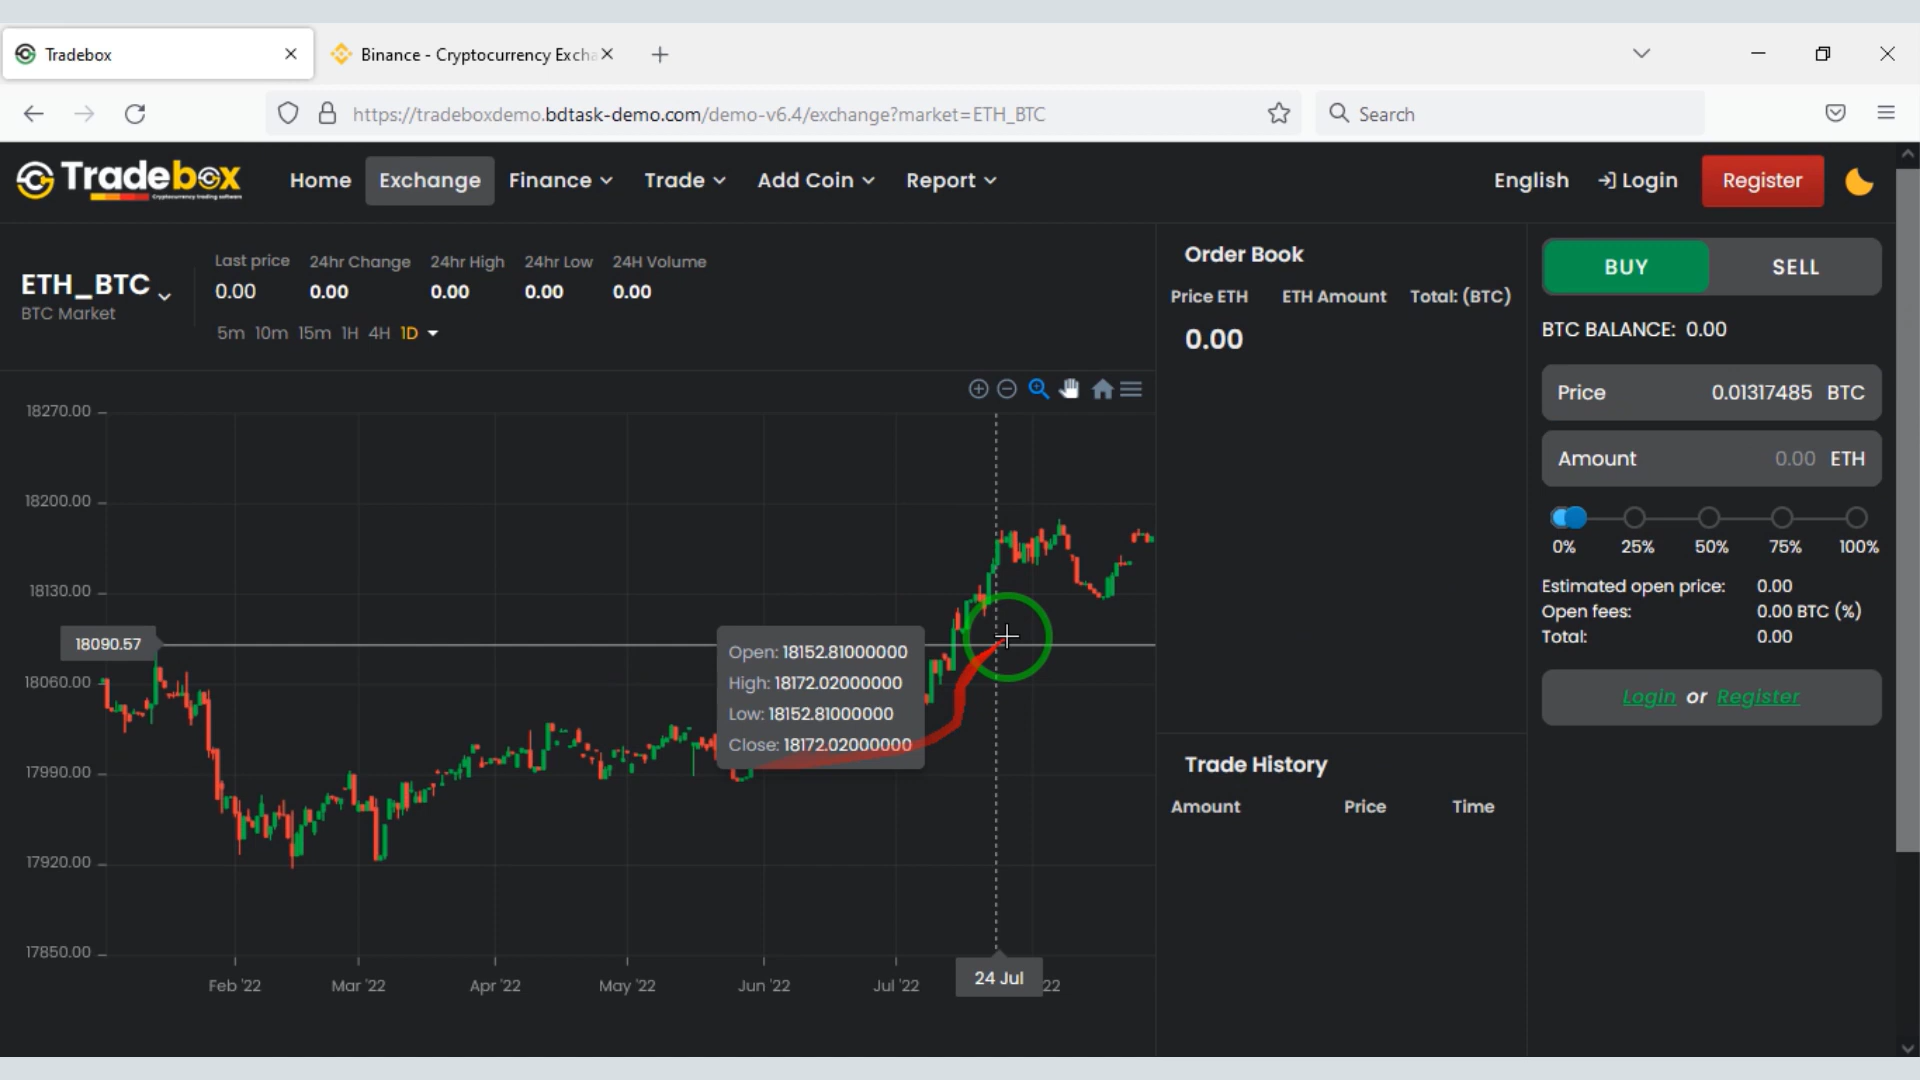 Tradebox
Binance - Cryptocurrency Excha
https://tradeboxdemo.bdtask-demo.com/demo-v6.4/exchange?market=ETH_BTC
Search
Tradebox
Cryptocurrency trading software
Home
Exchange
Finance
Trade
Add Coin
Report
English
Login
Register
ETH_BTC
BTC Market
Last price
0.00
24hr Change
0.00
24hr High
0.00
24hr Low
0.00
24H Volume
0.00
5m 10m 15m 1H 4H 1D
18270.00
18200.00
18130.00
18090.57
18060.00
17990.00
17920.00
17850.00
Open: 18152.81000000
High: 18172.02000000
Low: 18152.81000000
Close: 18172.02000000
Feb '22
Mar '22
Apr '22
May '22
Jun '22
Jul '22
24 Jul
22
Order Book
Price ETH
ETH Amount
Total: (BTC)
0.00
Trade History
Amount
Price
Time
BUY
SELL
BTC BALANCE: 0.00
Price 0.01317485 BTC
Amount 0.00 ETH
0% 25% 50% 75% 100%
Estimated open price: 0.00
Open fees: 0.00 BTC (%)
Total: 0.00
Login or Register